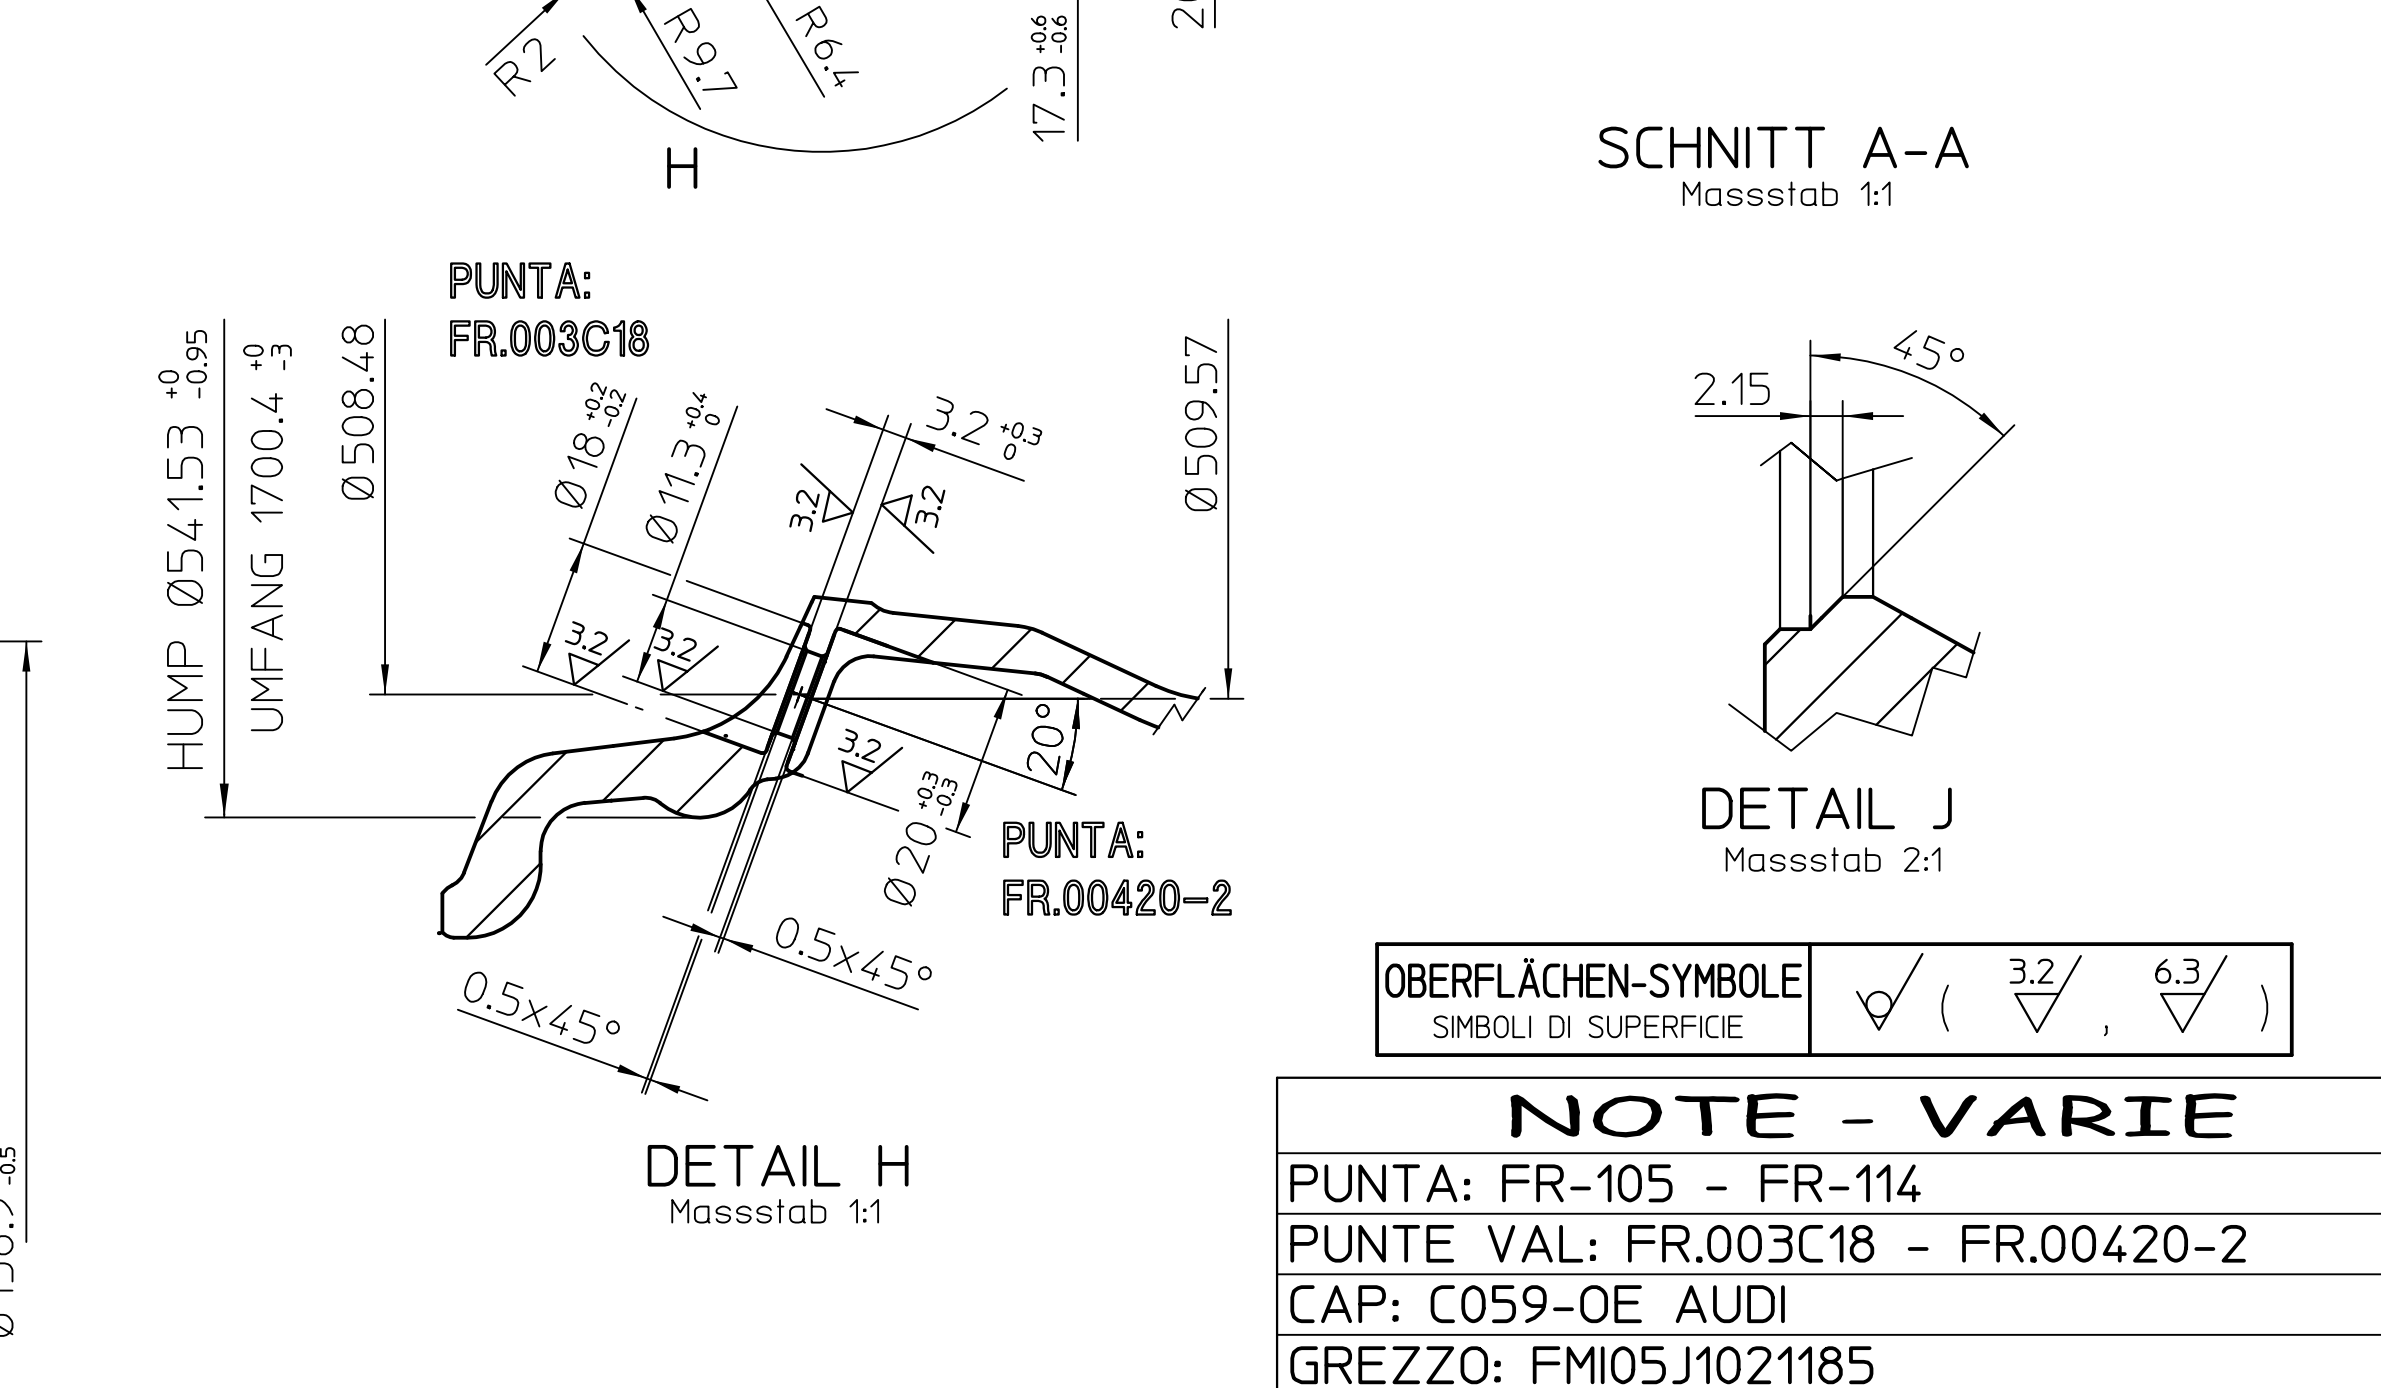 R2
R9.7
R6.4
17.3 +0.6 -0.6
H
SCHNITT A-A
Massstab 1:1
PUNTA:
FR.003C18
HUMP Ø541.53 +0 -0.95
UMFANG 1700.4 +0 -3
Ø508.48
Ø18 +0.2 -0.2
Ø11.3 +0.4 0
3.2 +0.3 0
3.2
3.2
Ø509.57
3.2
3.2
3.2
20°
Ø20 +0.3 -0.3
PUNTA:
FR.00420-2
0.5x45°
0.5x45°
DETAIL H
Massstab 1:1
45°
2.15
DETAIL J
Massstab 2:1
OBERFLÄCHEN-SYMBOLE
SIMBOLI DI SUPERFICIE
( 3.2 , 6.3 )
NOTE - VARIE
PUNTA: FR-105 - FR-114
PUNTE VAL: FR.003C18 - FR.00420-2
CAP: C059-OE AUDI
GREZZO: FMI05J1021185
-0.5